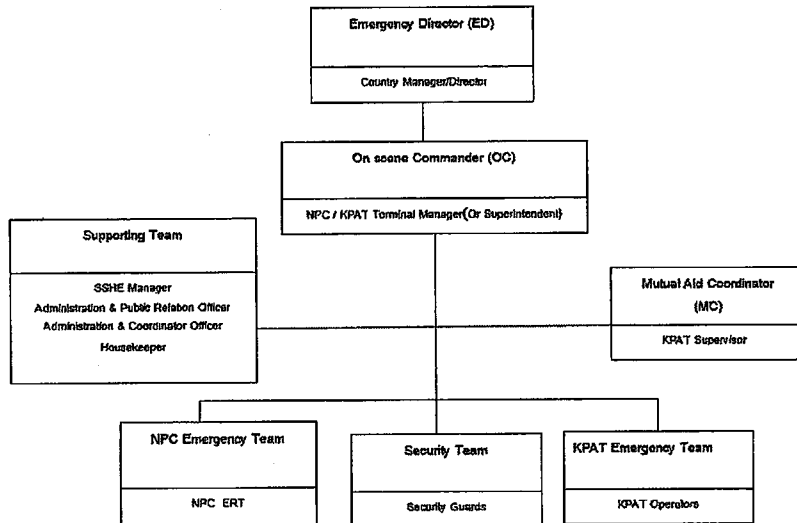 Emergency Director (ED)
Country Manager/Director
On scene Commander (OC)
NPC / KPAT Terminal Manager(Or Superintendent)
Supporting Team
SSHE Manager
Administration & Public Relation Officer
Administration & Coordinator Officer
Housekeeper
Mutual Aid Coordinator
(MC)
KPAT Supervisor
NPC Emergency Team
NPC ERT
Security Team
Security Guards
KPAT Emergency Team
KPAT Operators